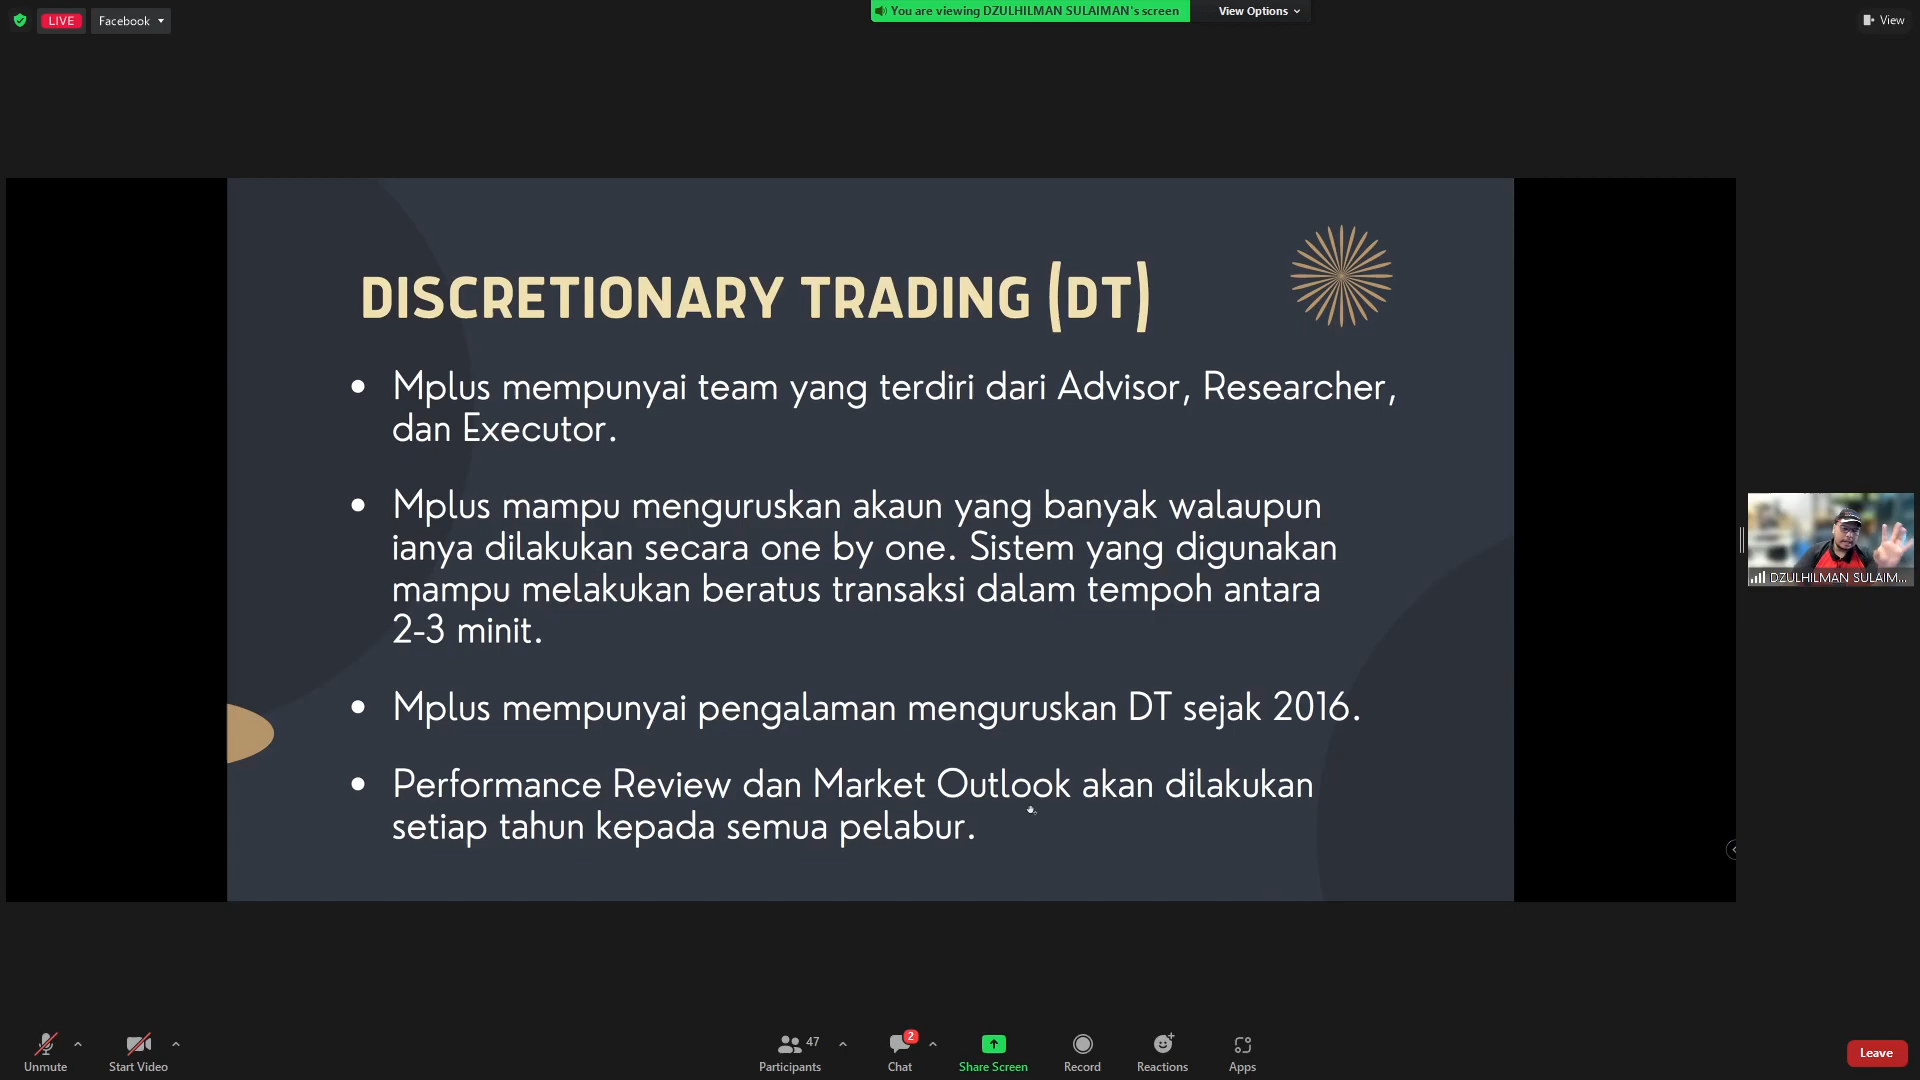 LIVE
Facebook
You are viewing DZULHILMAN SULAIMAN's screen
View Options
View
DISCRETIONARY TRADING (DT)
Mplus mempunyai team yang terdiri dari Advisor, Researcher,
dan Executor.
Mplus mampu menguruskan akaun yang banyak walaupun
ianya dilakukan secara one by one. Sistem yang digunakan
mampu melakukan beratus transaksi dalam tempoh antara
2-3 minit.
Mplus mempunyai pengalaman menguruskan DT sejak 2016.
Performance Review dan Market Outlook akan dilakukan
setiap tahun kepada semua pelabur.
DZULHILMAN SULAIM...
Unmute
Start Video
47
Participants
2
Chat
Share Screen
Record
Reactions
Apps
Leave